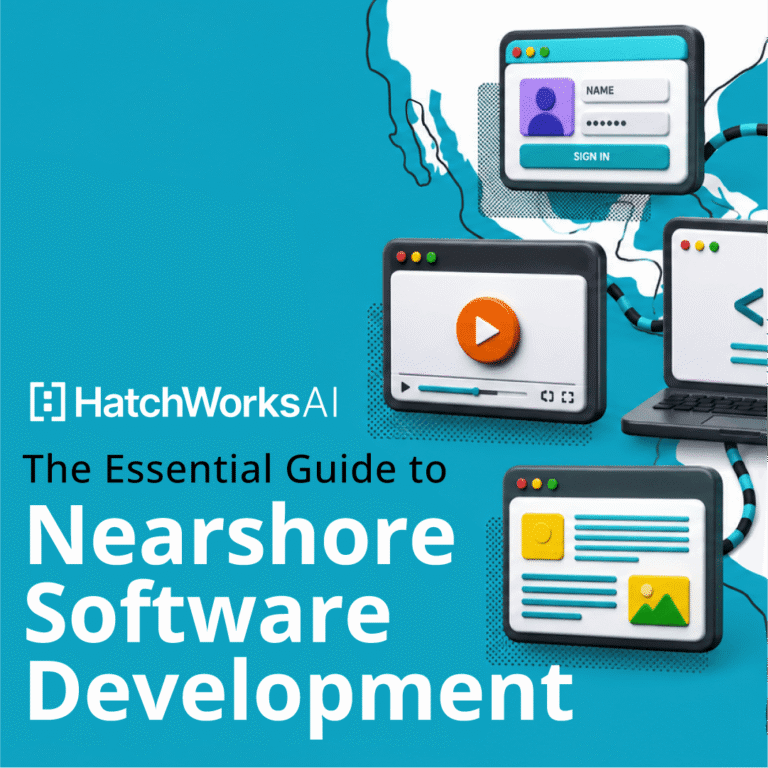 NAME
••••••
SIGN IN
HatchWorksAI
The Essential Guide to
Nearshore
Software
Development